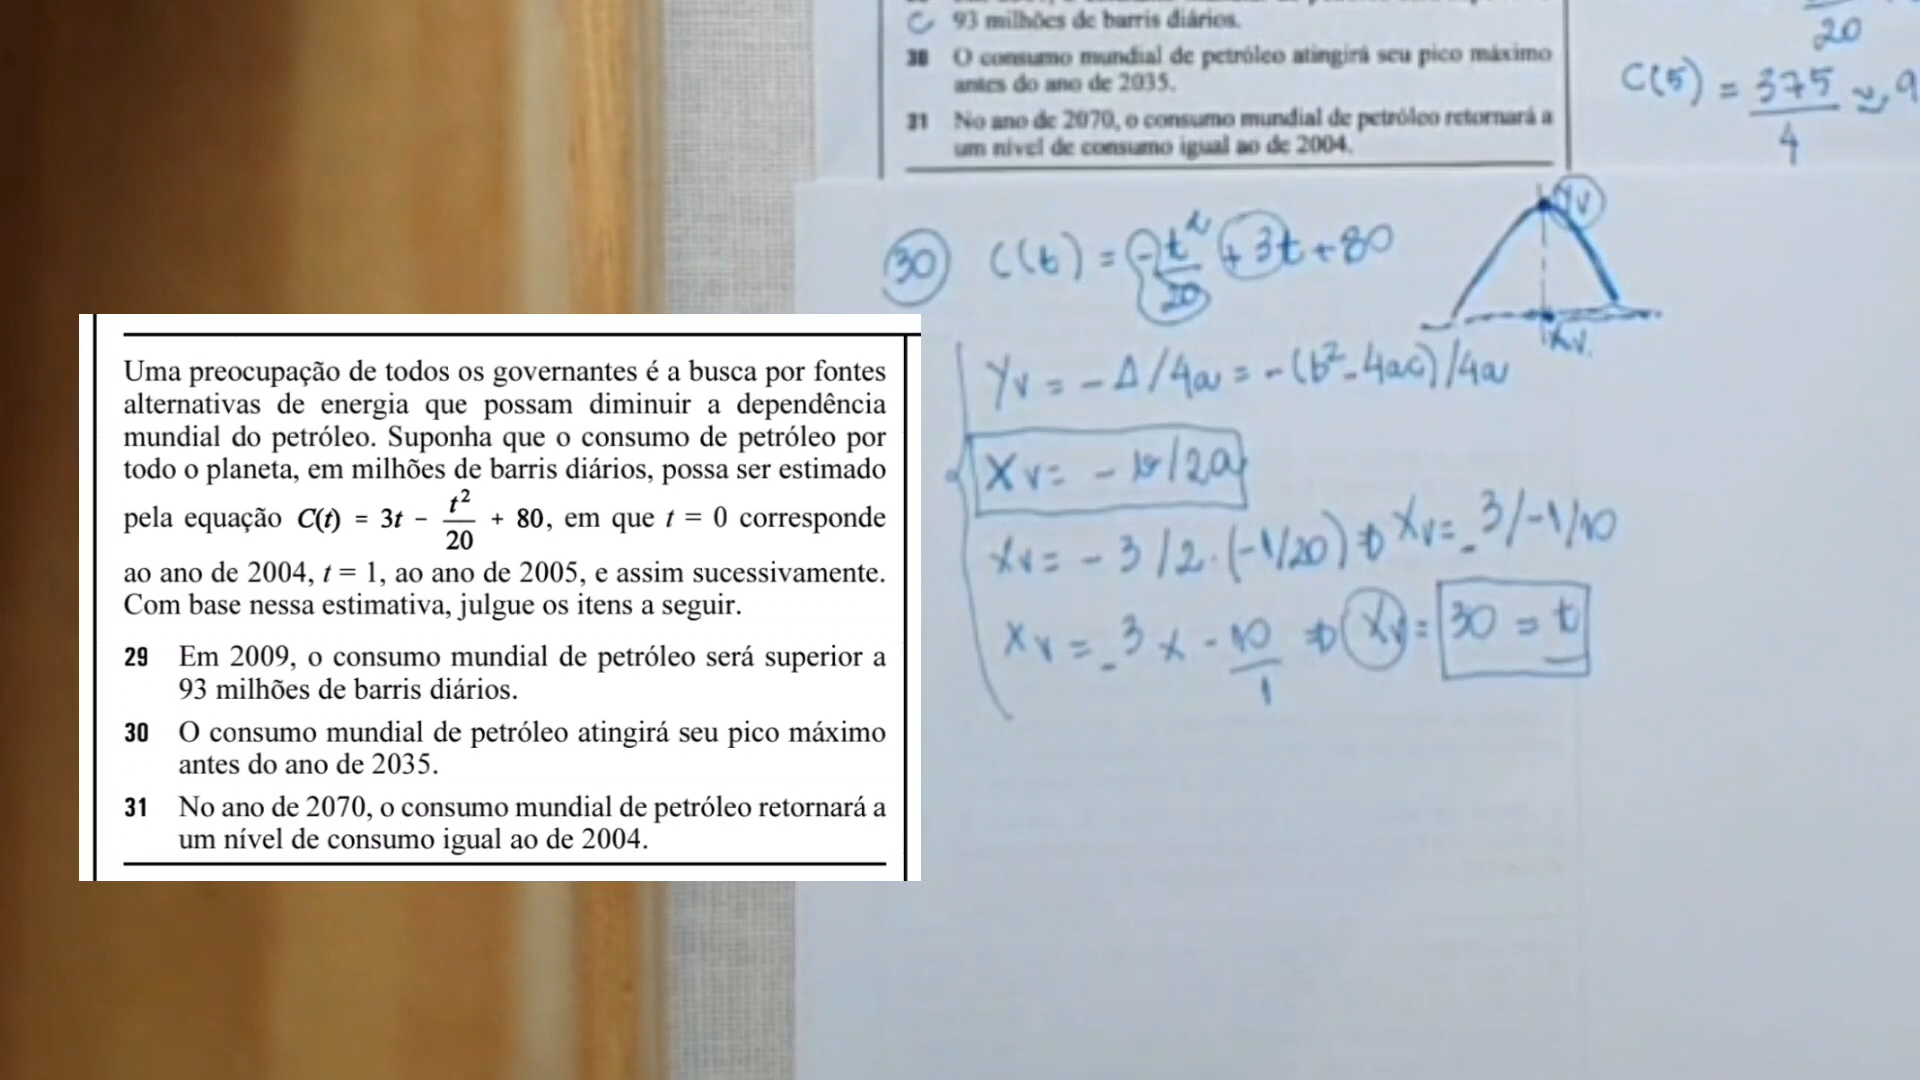 93 milhões de barris diários.
30 O consumo mundial de petróleo atingirá seu pico máximo
antes do ano de 2035.
31 No ano de 2070, o consumo mundial de petróleo retornará a
um nível de consumo igual ao de 2004.
20
C(5) = 375/4 ≃ 9
30 C(t) = -t²/20 + 3t + 80
Yv
Xv
Yv = - Δ/4a = -(b² - 4ac)/4a
Xv = - b/2a
Xv = - 3/2·(-1/20) ⇒ Xv = - 3/-1/10
Xv = - 3 x - 10/1 ⇒ Xv = 30 = t
Uma preocupação de todos os governantes é a busca por fontes
alternativas de energia que possam diminuir a dependência
mundial do petróleo. Suponha que o consumo de petróleo por
todo o planeta, em milhões de barris diários, possa ser estimado
pela equação C(t) = 3t - t²/20 + 80, em que t = 0 corresponde
ao ano de 2004, t = 1, ao ano de 2005, e assim sucessivamente.
Com base nessa estimativa, julgue os itens a seguir.
29 Em 2009, o consumo mundial de petróleo será superior a
93 milhões de barris diários.
30 O consumo mundial de petróleo atingirá seu pico máximo
antes do ano de 2035.
31 No ano de 2070, o consumo mundial de petróleo retornará a
um nível de consumo igual ao de 2004.